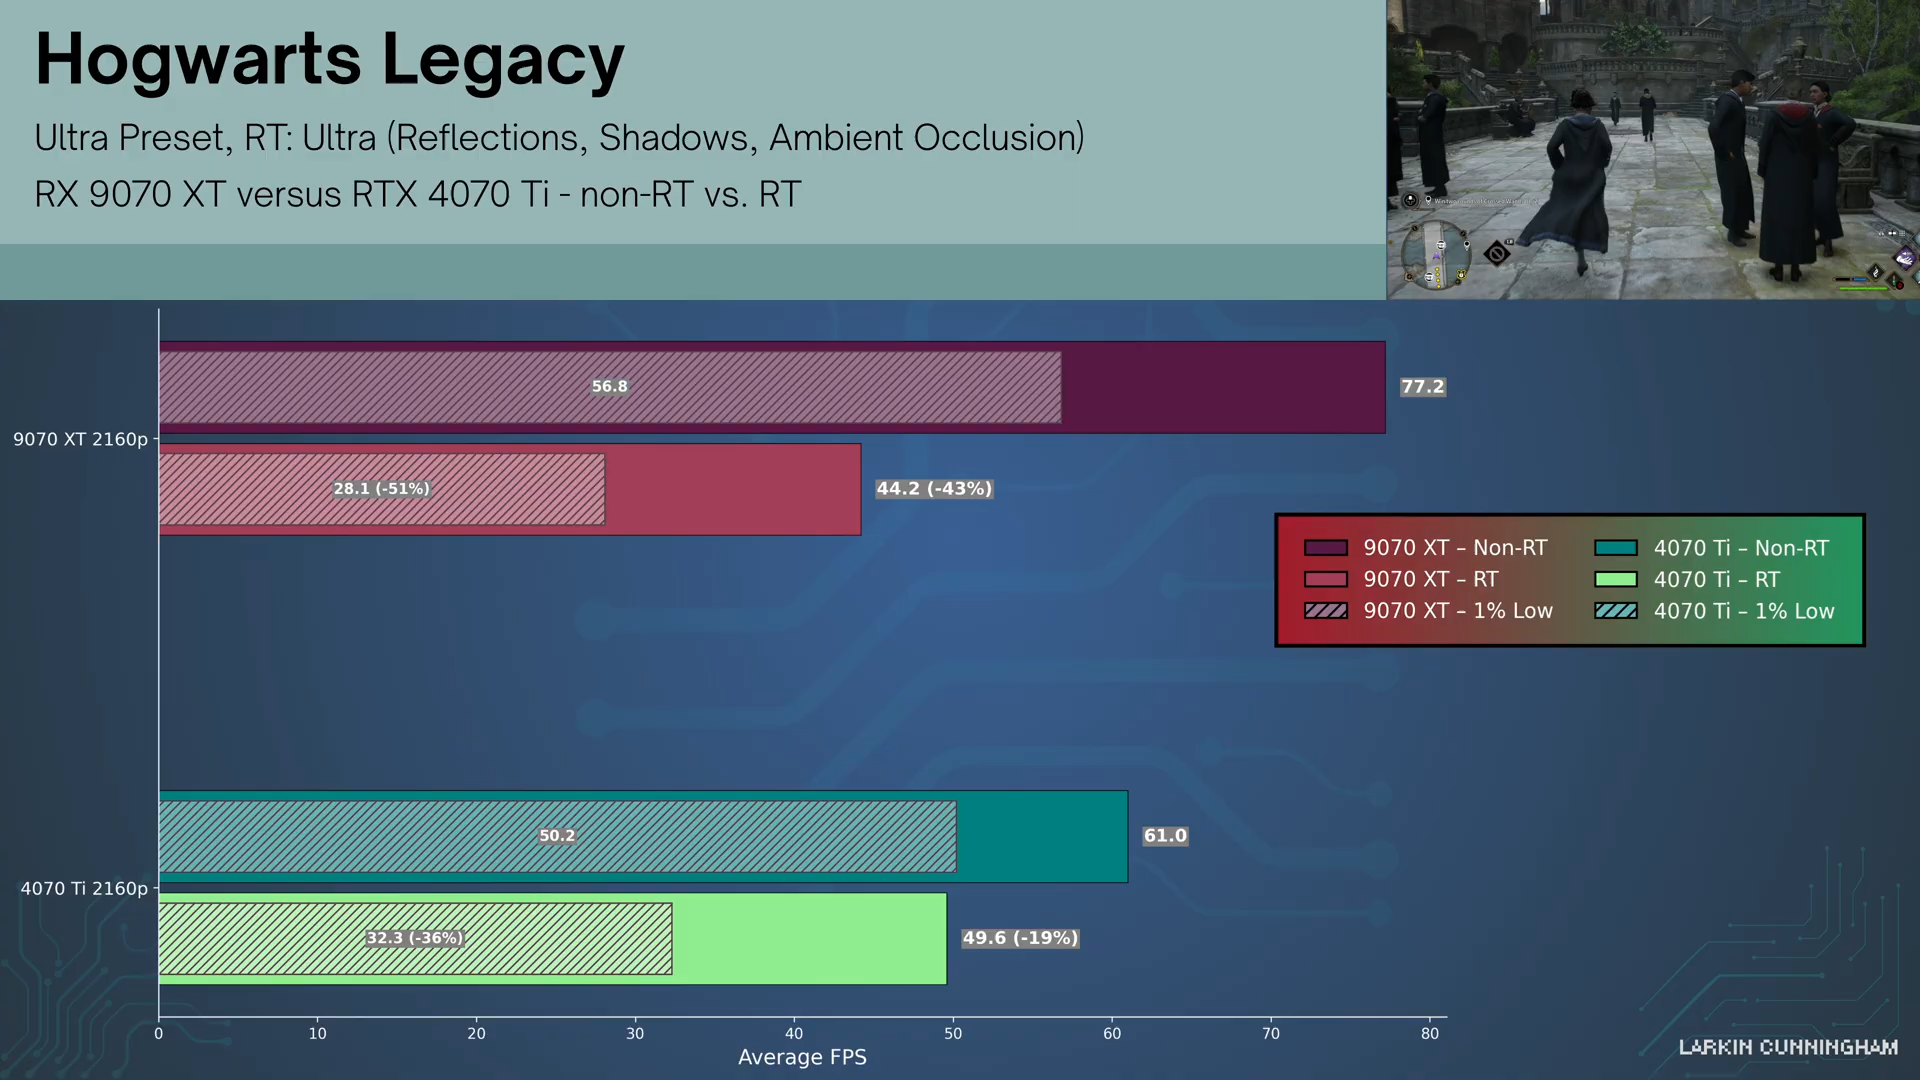 Hogwarts Legacy
Ultra Preset, RT: Ultra (Reflections, Shadows, Ambient Occlusion)
RX 9070 XT versus RTX 4070 Ti - non-RT vs. RT
56.8
77.2
9070 XT 2160p
28.1 (-51%)
44.2 (-43%)
9070 XT – Non-RT
4070 Ti – Non-RT
9070 XT – RT
4070 Ti – RT
9070 XT – 1% Low
4070 Ti – 1% Low
50.2
61.0
4070 Ti 2160p
32.3 (-36%)
49.6 (-19%)
0 10 20 30 40 50 60 70 80
Average FPS
LARKIN CUNNINGHAM